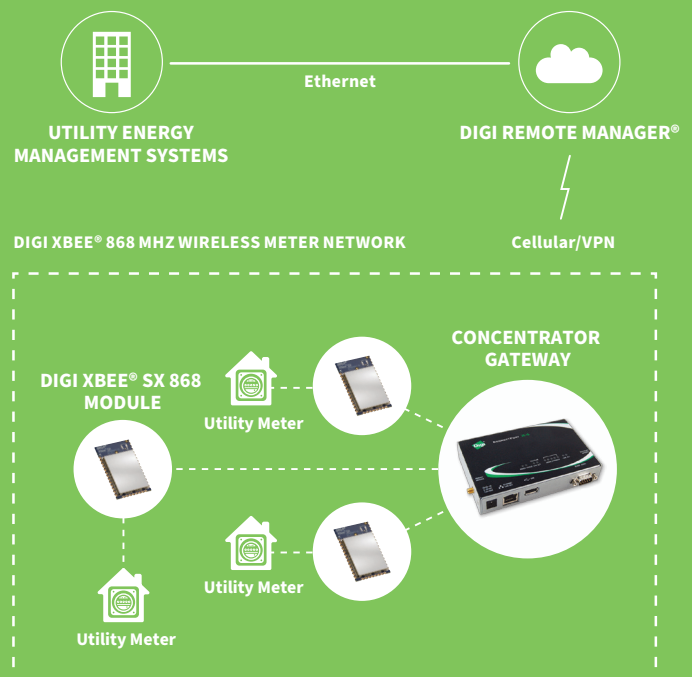 Ethernet
UTILITY ENERGY
MANAGEMENT SYSTEMS
DIGI REMOTE MANAGER®
DIGI XBEE® 868 MHZ WIRELESS METER NETWORK
Cellular/VPN
CONCENTRATOR
GATEWAY
DIGI XBEE® SX 868
MODULE
Utility Meter
Digi
Utility Meter
Utility Meter